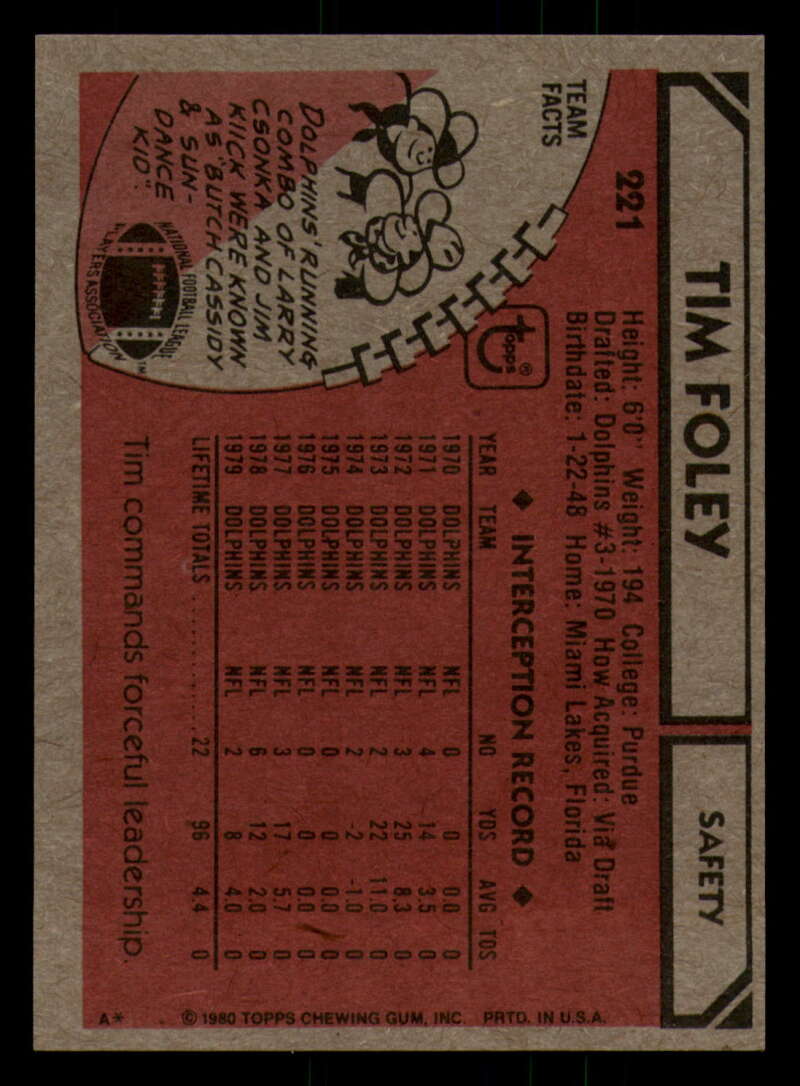 TIM FOLEY
SAFETY
221
Height: 6'0" Weight: 194 College: Purdue
Drafted: Dolphins #3-1970 How Acquired: Via Draft
Birthdate: 1-22-48 Home: Miami Lakes, Florida
TEAM
FACTS
DOLPHINS' RUNNING
COMBO OF LARRY
CSONKA AND JIM
KIICK WERE KNOWN
AS "BUTCH CASSIDY
& SUN-
DANCE
KID".
NATIONAL FOOTBALL LEAGUE
PLAYERS ASSOCIATION
TM
topps®
◆ INTERCEPTION RECORD ◆
YEAR TEAM NO YDS AVG TDS
1970 DOLPHINS NFL 0 0 0.0 0
1971 DOLPHINS NFL 4 14 3.5 0
1972 DOLPHINS NFL 3 25 8.3 0
1973 DOLPHINS NFL 2 22 11.0 0
1974 DOLPHINS NFL 2 -2 -1.0 0
1975 DOLPHINS NFL 0 0 0.0 0
1976 DOLPHINS NFL 0 0 0.0 0
1977 DOLPHINS NFL 3 17 5.7 0
1978 DOLPHINS NFL 6 12 2.0 0
1979 DOLPHINS NFL 2 8 4.0 0
LIFETIME TOTALS . . . . . . . . . . 22 96 4.4 0
Tim commands forceful leadership.
A* © 1980 TOPPS CHEWING GUM, INC. PRTD. IN U.S.A.